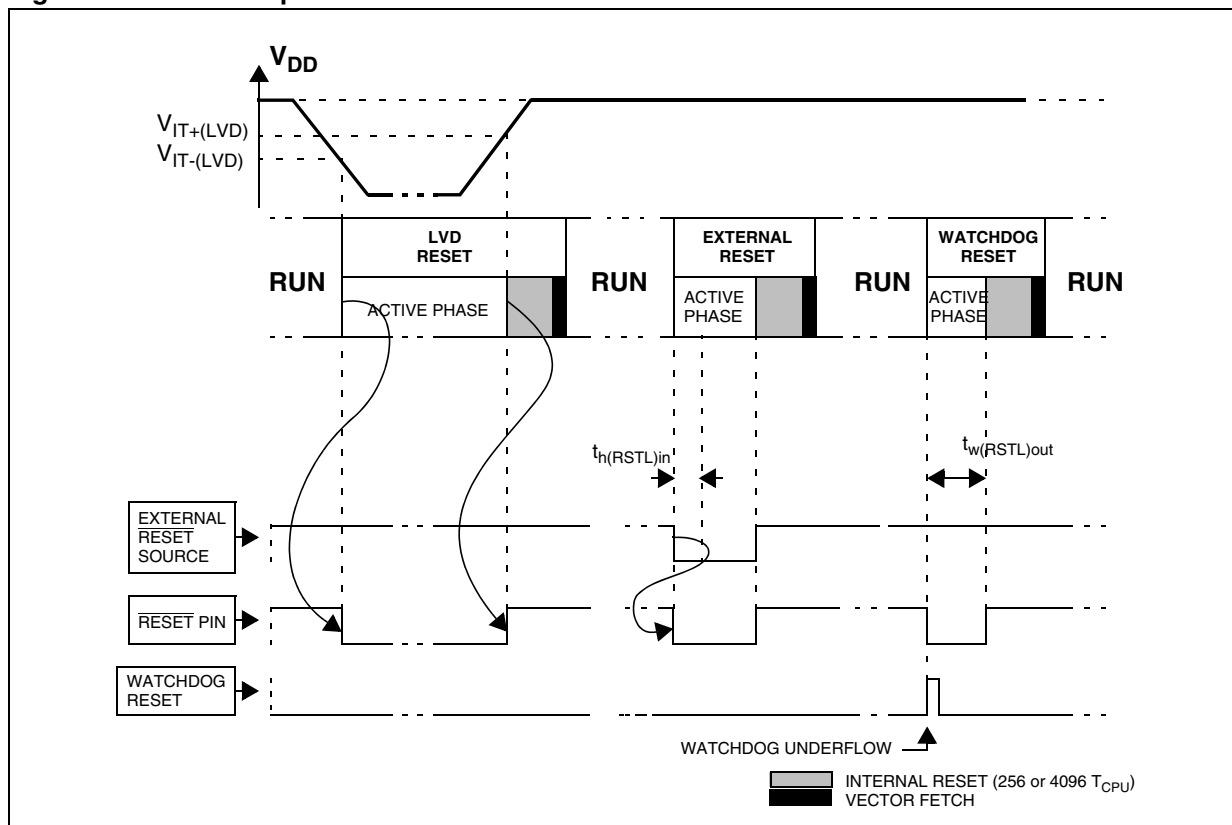 VDD
VIT+(LVD)
VIT-(LVD)
LVD
RESET
EXTERNAL
RESET
WATCHDOG
RESET
RUN
RUN
RUN
RUN
ACTIVE PHASE
ACTIVE
PHASE
ACTIVE
PHASE
th(RSTL)in
tw(RSTL)out
EXTERNAL
RESET
SOURCE
RESET PIN
WATCHDOG
RESET
WATCHDOG UNDERFLOW
INTERNAL RESET (256 or 4096 TCPU)
VECTOR FETCH